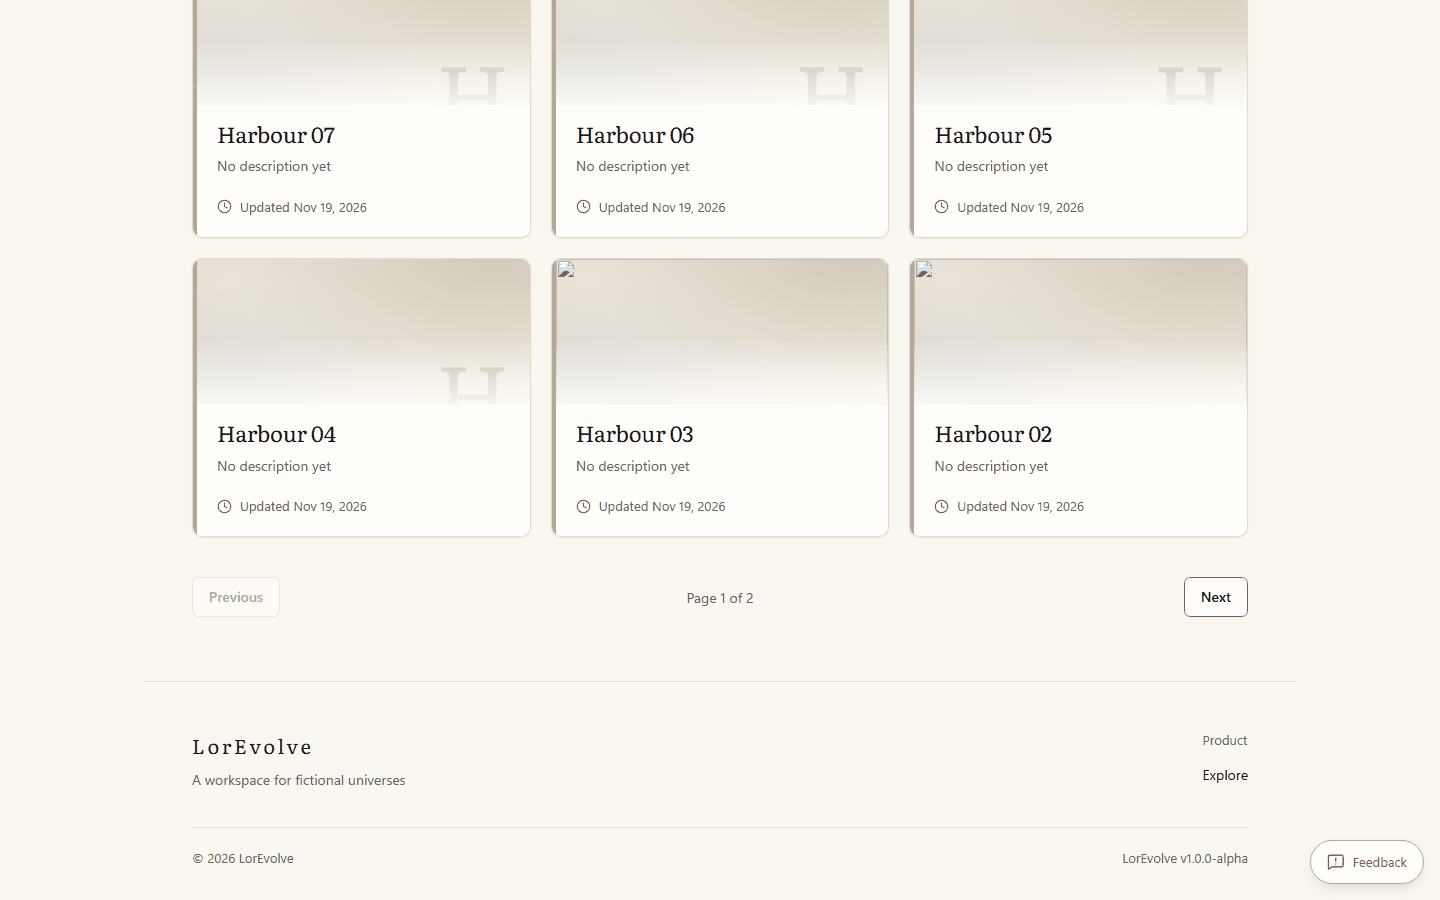 H H H
Harbour 07 Harbour 06 Harbour 05
No description yet No description yet No description yet
Updated Nov 19, 2026 Updated Nov 19, 2026 Updated Nov 19, 2026
H
Harbour 04 Harbour 03 Harbour 02
No description yet No description yet No description yet
Updated Nov 19, 2026 Updated Nov 19, 2026 Updated Nov 19, 2026
Previous Page 1 of 2 Next
LorEvolve Product
A workspace for fictional universes Explore
© 2026 LorEvolve LorEvolve v1.0.0-alpha
Feedback